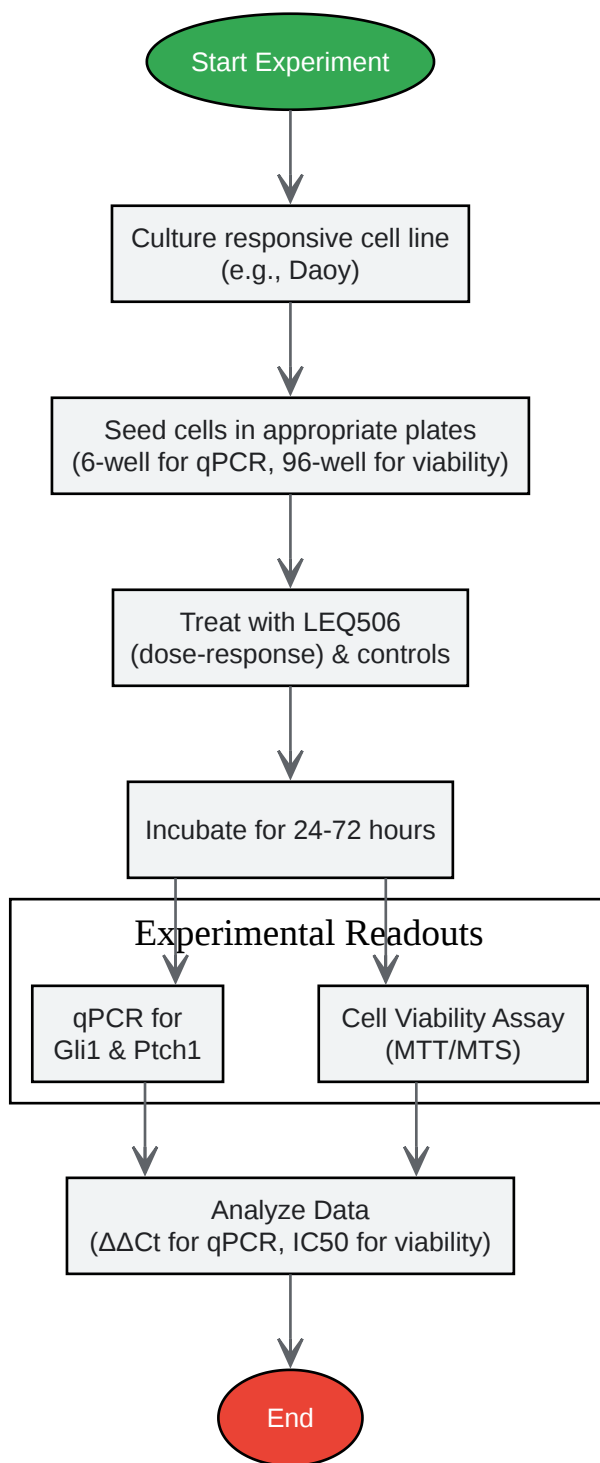 Start Experiment
Culture responsive cell line
(e.g., Daoy)
Seed cells in appropriate plates
(6-well for qPCR, 96-well for viability)
Treat with LEQ506
(dose-response) & controls
Incubate for 24-72 hours
Experimental Readouts
qPCR for
Gli1 & Ptch1
Cell Viability Assay
(MTT/MTS)
Analyze Data
(ΔΔCt for qPCR, IC50 for viability)
End